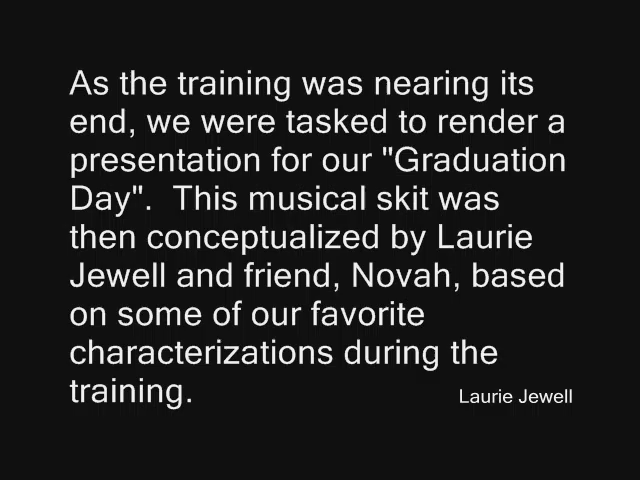 As the training was nearing its
end, we were tasked to render a
presentation for our "Graduation
Day".  This musical skit was
then conceptualized by Laurie
Jewell and friend, Novah, based
on some of our favorite
characterizations during the
training.
Laurie Jewell